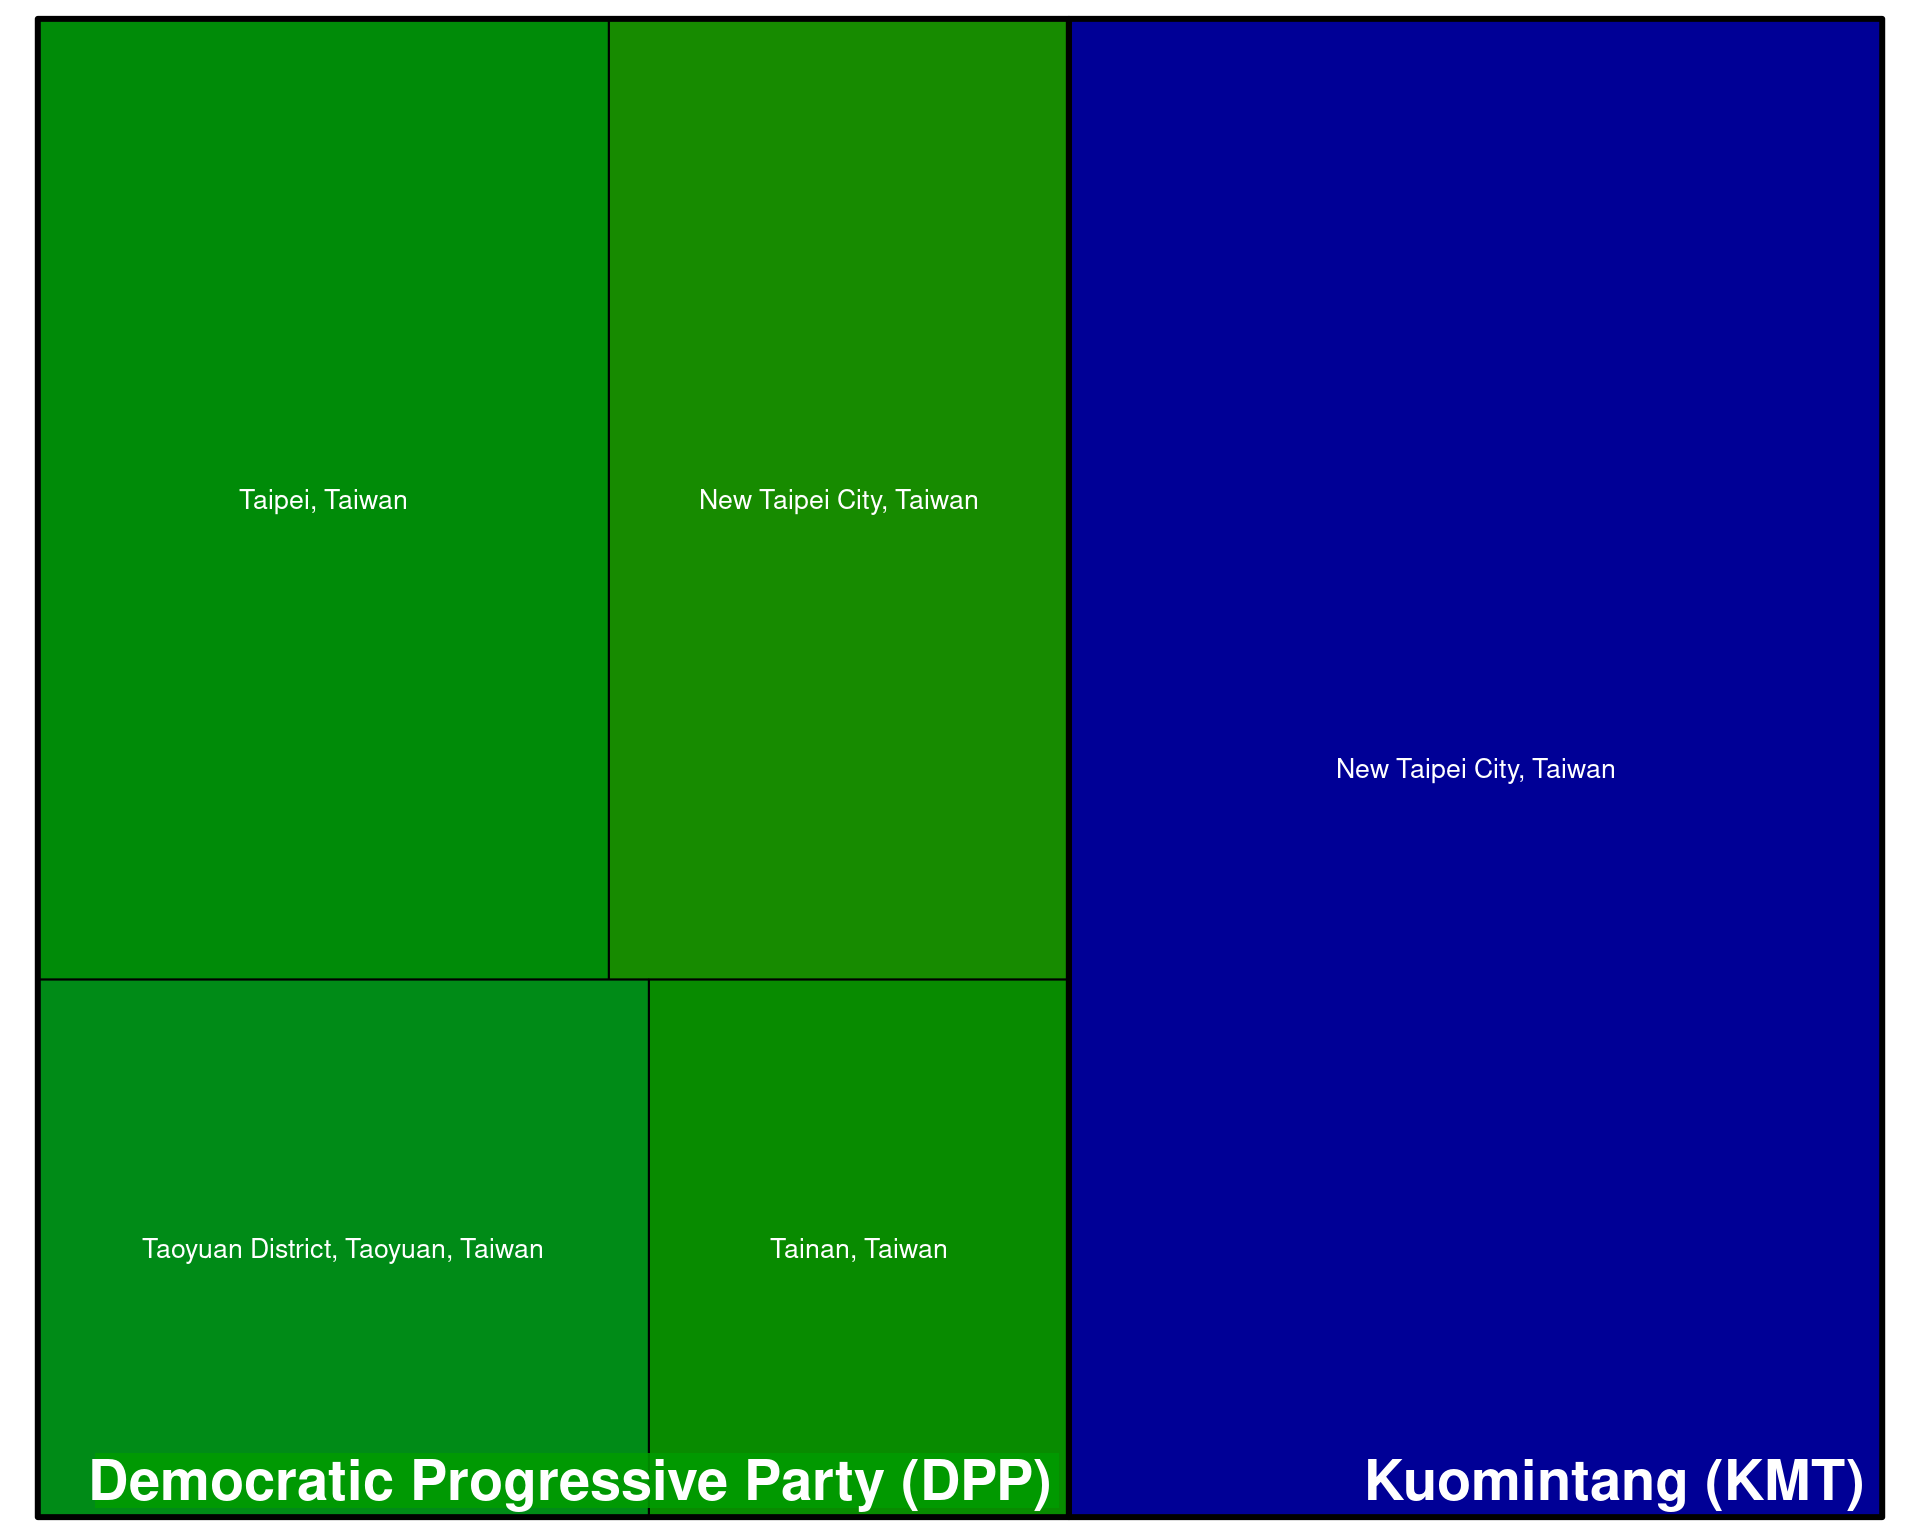 Taipei, Taiwan
New Taipei City, Taiwan
New Taipei City, Taiwan
Taoyuan District, Taoyuan, Taiwan
Tainan, Taiwan
Democratic Progressive Party (DPP)
Kuomintang (KMT)